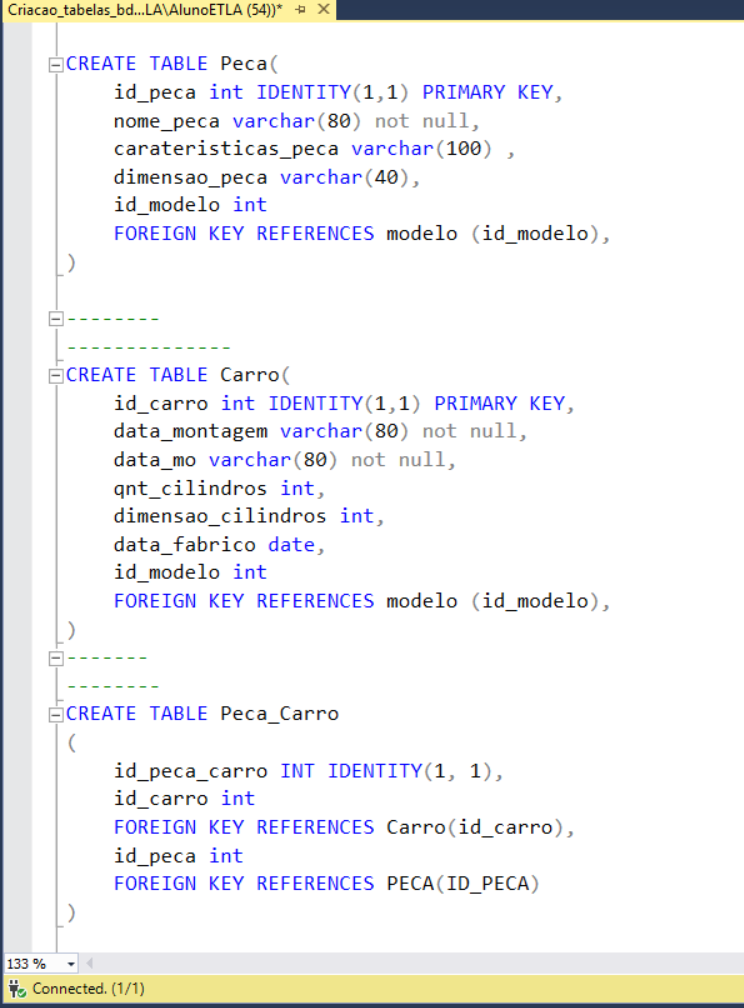 Criacao_tabelas_bd...LA\AlunoETLA (54))*
CREATE TABLE Peca(
id_peca int IDENTITY(1,1) PRIMARY KEY,
nome_peca varchar(80) not null,
carateristicas_peca varchar(100) ,
dimensao_peca varchar(40),
id_modelo int
FOREIGN KEY REFERENCES modelo (id_modelo),
)
--------
--------------
CREATE TABLE Carro(
id_carro int IDENTITY(1,1) PRIMARY KEY,
data_montagem varchar(80) not null,
data_mo varchar(80) not null,
qnt_cilindros int,
dimensao_cilindros int,
data_fabrico date,
id_modelo int
FOREIGN KEY REFERENCES modelo (id_modelo),
)
-------
--------
CREATE TABLE Peca_Carro
(
id_peca_carro INT IDENTITY(1, 1),
id_carro int
FOREIGN KEY REFERENCES Carro(id_carro),
id_peca int
FOREIGN KEY REFERENCES PECA(ID_PECA)
)
133 %
Connected. (1/1)